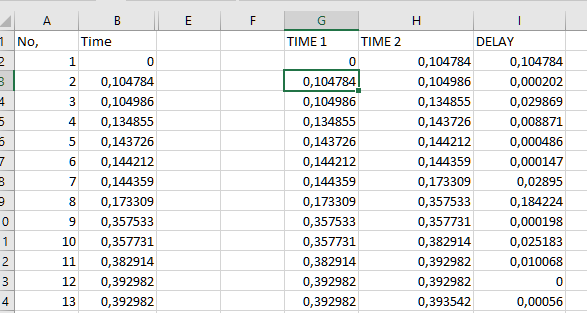 A B E F G H I
1 No, Time TIME 1 TIME 2 DELAY
2 1 0 0 0,104784 0,104784
3 2 0,104784 0,104784 0,104986 0,000202
4 3 0,104986 0,104986 0,134855 0,029869
5 4 0,134855 0,134855 0,143726 0,008871
6 5 0,143726 0,143726 0,144212 0,000486
7 6 0,144212 0,144212 0,144359 0,000147
8 7 0,144359 0,144359 0,173309 0,02895
9 8 0,173309 0,173309 0,357533 0,184224
0 9 0,357533 0,357533 0,357731 0,000198
1 10 0,357731 0,357731 0,382914 0,025183
2 11 0,382914 0,382914 0,392982 0,010068
3 12 0,392982 0,392982 0,392982 0
4 13 0,392982 0,392982 0,393542 0,00056